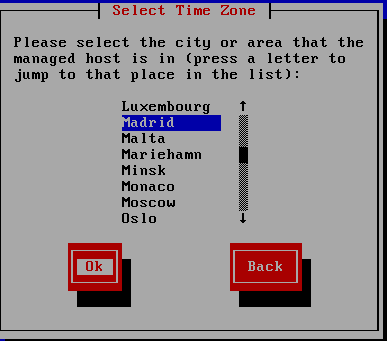 Select Time Zone
Please select the city or area that the
managed host is in (press a letter to
jump to that place in the list):
Luxembourg
Madrid
Malta
Mariehamn
Minsk
Monaco
Moscow
Oslo
Ok Back